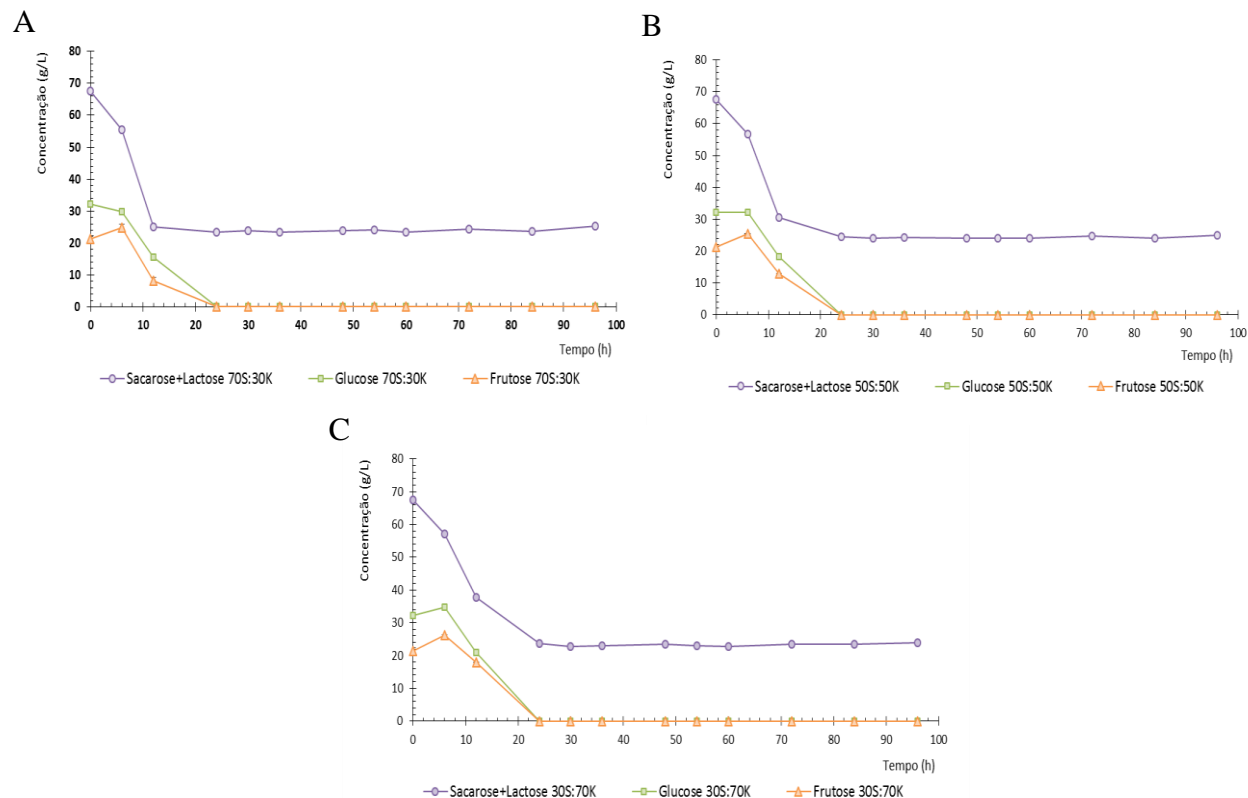 A
Concentração (g/L)
80
70
60
50
40
30
20
10
0
0 10 20 30 40 50 60 70 80 90 100
Tempo (h)
Sacarose+Lactose 70S:30K Glucose 70S:30K Frutose 70S:30K
B
Concentração (g/L)
80
70
60
50
40
30
20
10
0
0 10 20 30 40 50 60 70 80 90 100
Tempo (h)
Sacarose+Lactose 50S:50K Glucose 50S:50K Frutose 50S:50K
C
Concentração (g/L)
80
70
60
50
40
30
20
10
0
0 10 20 30 40 50 60 70 80 90 100
Tempo (h)
Sacarose+Lactose 30S:70K Glucose 30S:70K Frutose 30S:70K